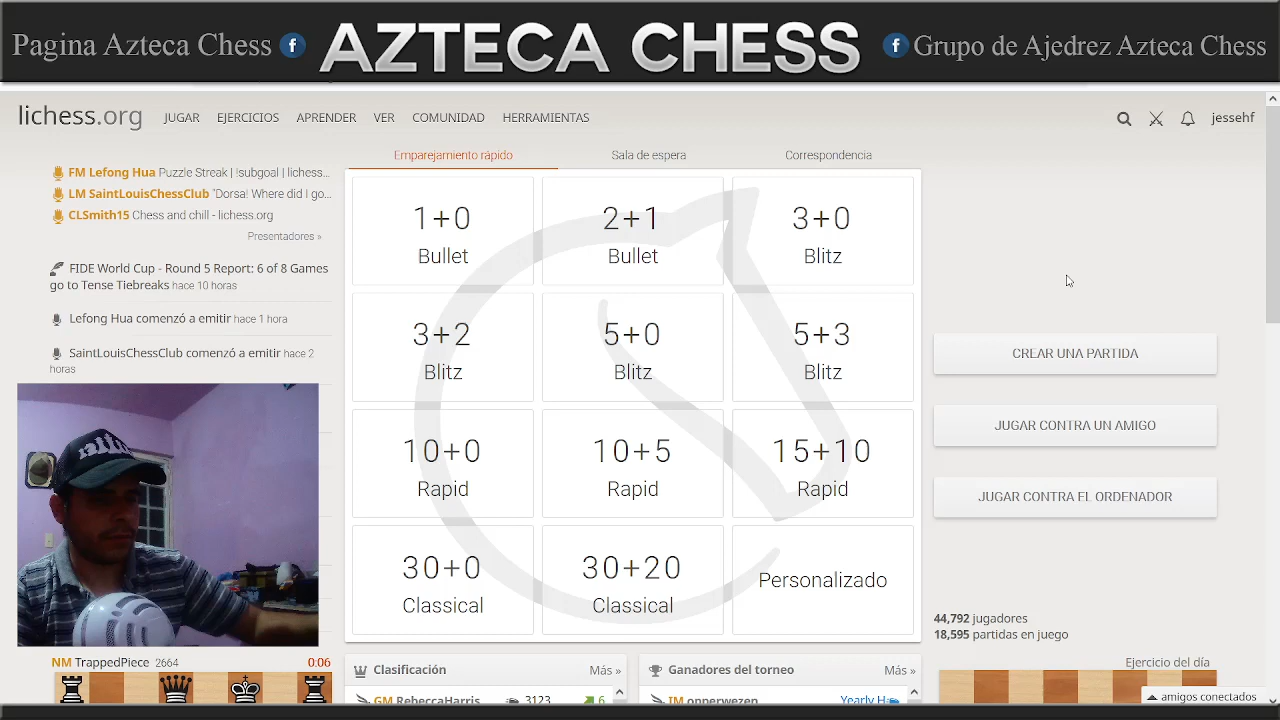 Pagina Azteca Chess
AZTECA CHESS
Grupo de Ajedrez Azteca Chess
lichess.org
JUGAR
EJERCICIOS
APRENDER
VER
COMUNIDAD
HERRAMIENTAS
jessehf
FM Lefong Hua Puzzle Streak | !subgoal | lichess…
LM SaintLouisChessClub "Dorsa! Where did I go…
CLSmith15 Chess and chill - lichess.org
Presentadores »
FIDE World Cup - Round 5 Report: 6 of 8 Games
go to Tense Tiebreaks hace 10 horas
Lefong Hua comenzó a emitir hace 1 hora
SaintLouisChessClub comenzó a emitir hace 2
horas
NM TrappedPiece 2664
0:06
Emparejamiento rápido
Sala de espera
Correspondencia
1+0
Bullet
2+1
Bullet
3+0
Blitz
3+2
Blitz
5+0
Blitz
5+3
Blitz
10+0
Rapid
10+5
Rapid
15+10
Rapid
30+0
Classical
30+20
Classical
Personalizado
Clasificación
Más »
GM RebeccaHarris
3123
6
Ganadores del torneo
Más »
IM opperwezen
CREAR UNA PARTIDA
JUGAR CONTRA UN AMIGO
JUGAR CONTRA EL ORDENADOR
44,792 jugadores
18,595 partidas en juego
Ejercicio del día
amigos conectados